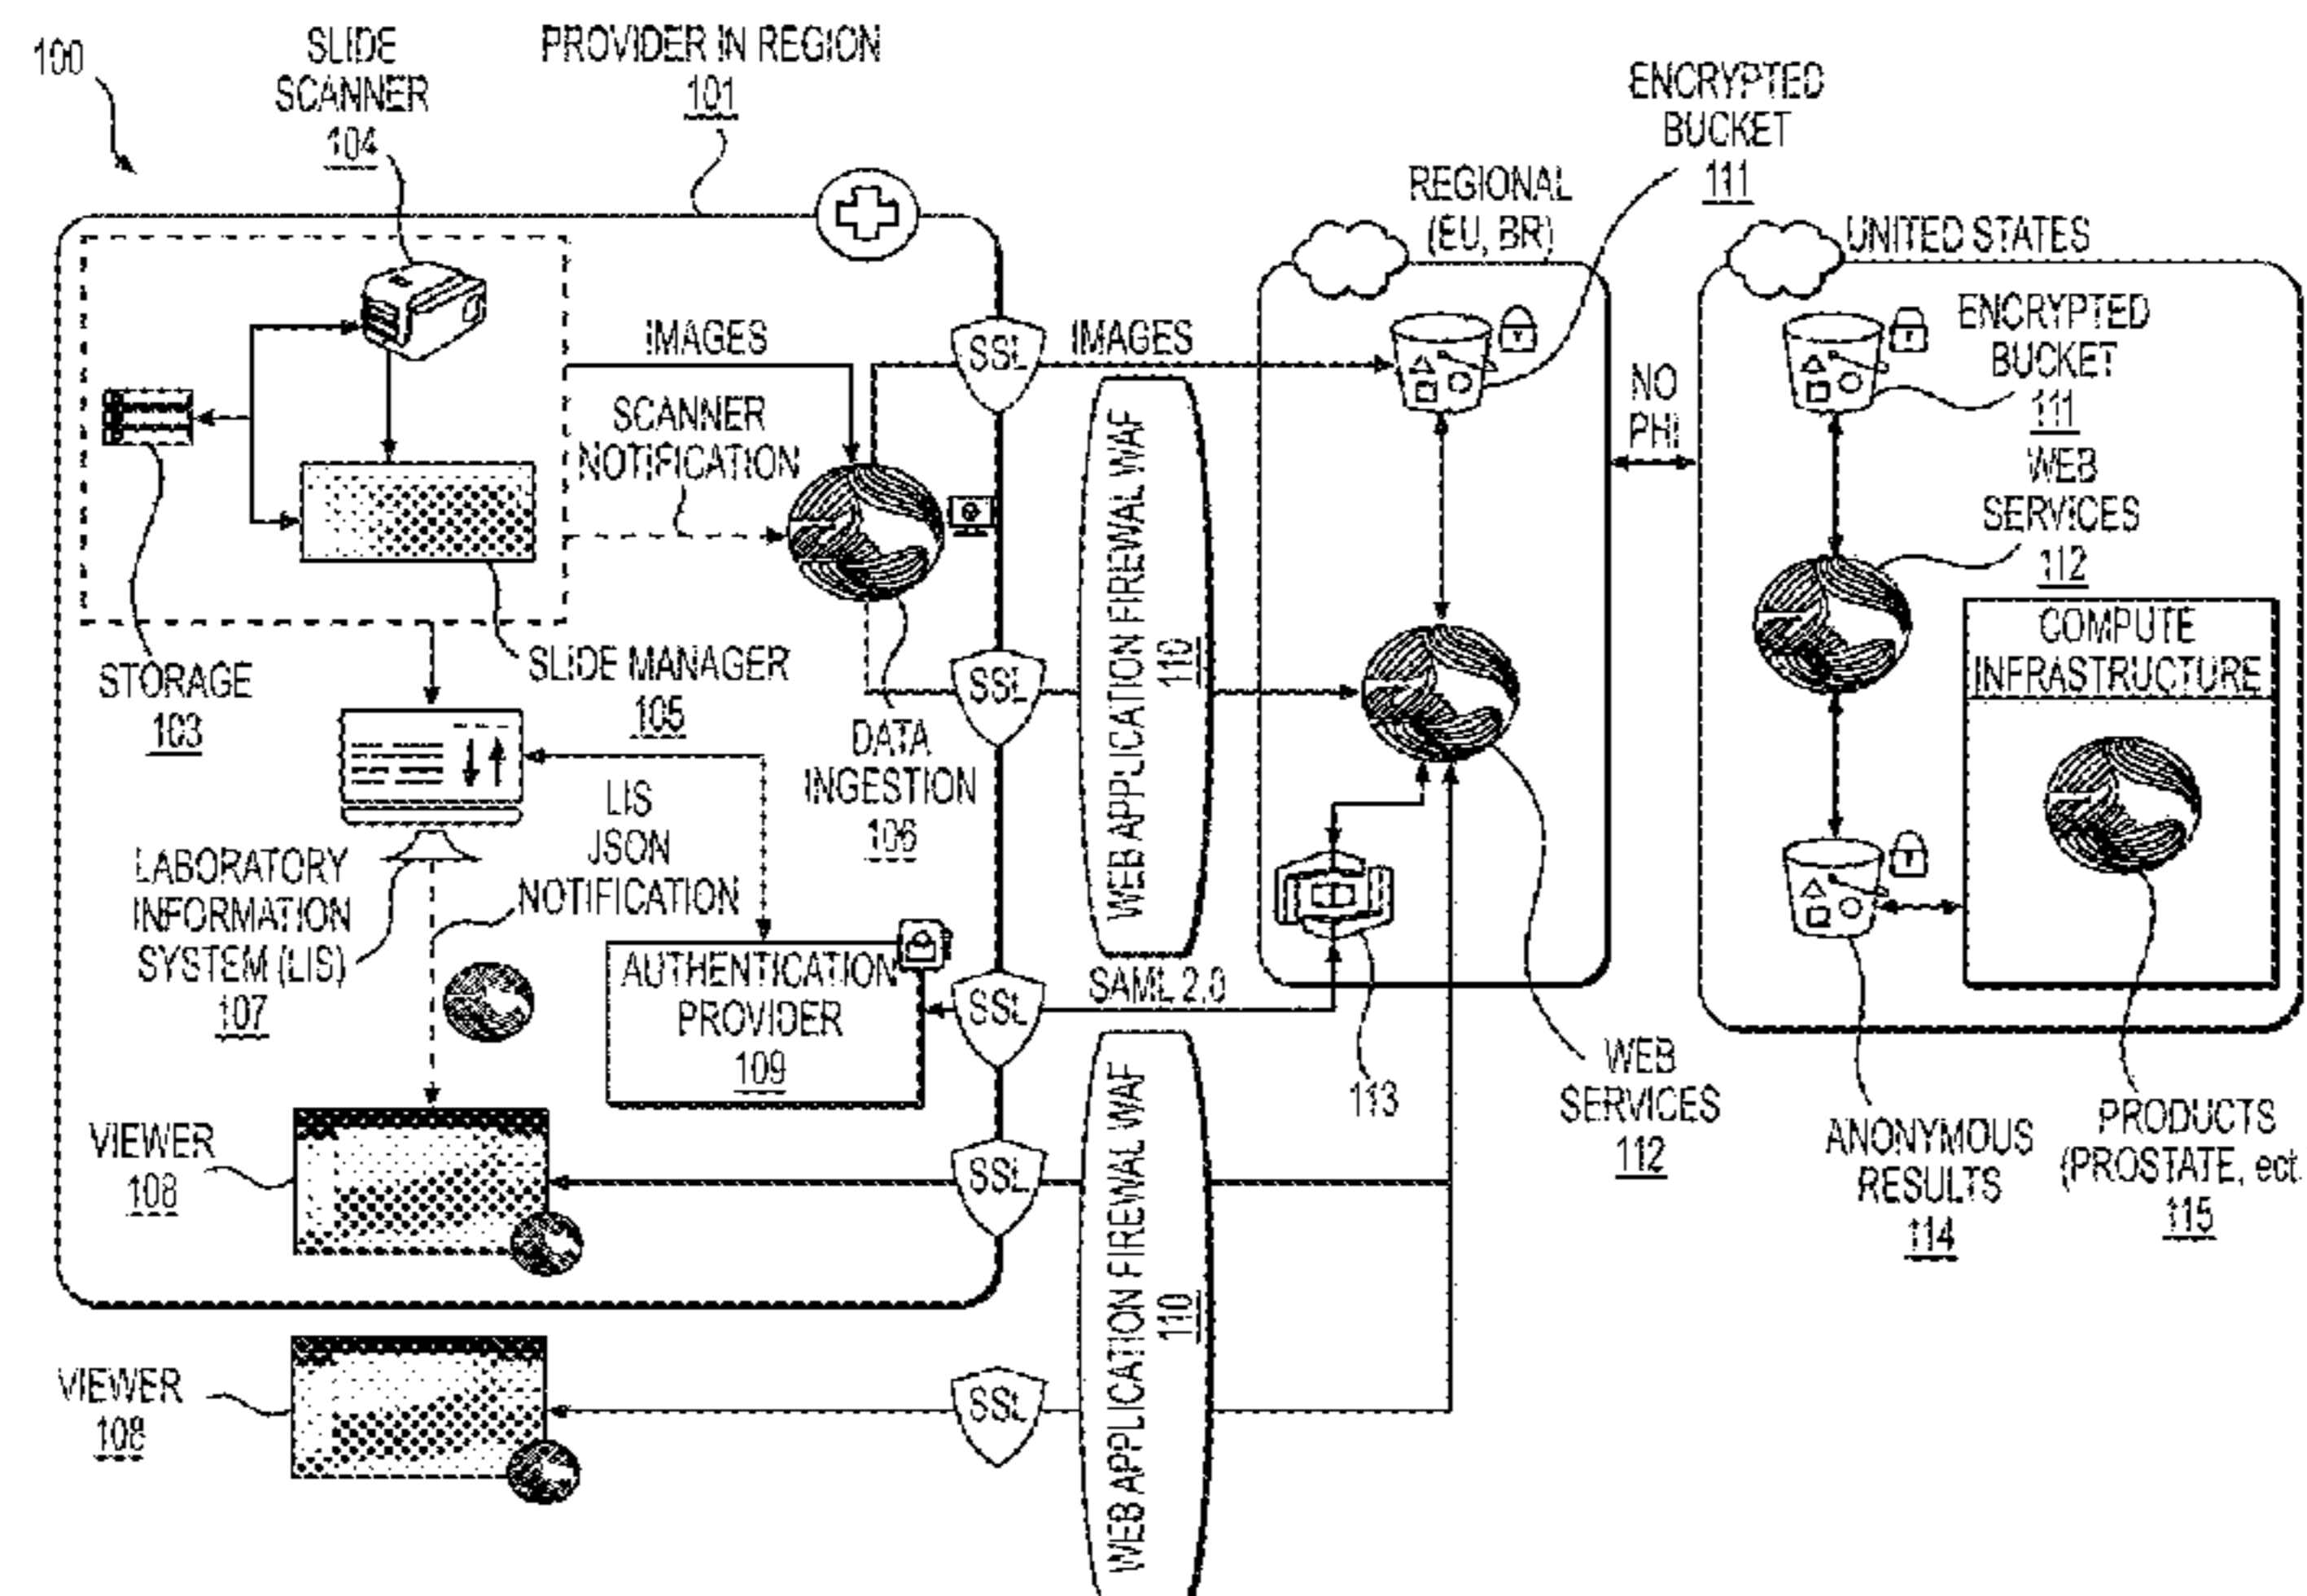 100
SLIDE
SCANNER
104
PROVIDER IN REGION
101
ENCRYPTED
BUCKET
111
REGIONAL
(EU, BR)
UNITED STATES
IMAGES
SSL
IMAGES
ENCRYPTED
BUCKET
111
NO
PHI
SCANNER
NOTIFICATION
WEB APPLICATION FIREWAL WAF
110
WEB
SERVICES
112
COMPUTE
INFRASTRUCTURE
STORAGE
103
SLIDE MANAGER
105
SSL
DATA
INGESTION
106
LIS
JSON
NOTIFICATION
LABORATORY
INFORMATION
SYSTEM (LIS)
107
AUTHENTICATION
PROVIDER
109
SSL
SAML 2,0
113
WEB
SERVICES
112
ANONYMOUS
RESULTS
114
PRODUCTS
(PROSTATE, ect.
115
VIEWER
108
SSL
WEB APPLICATION FIREWAL WAF
110
VIEWER
108
SSL